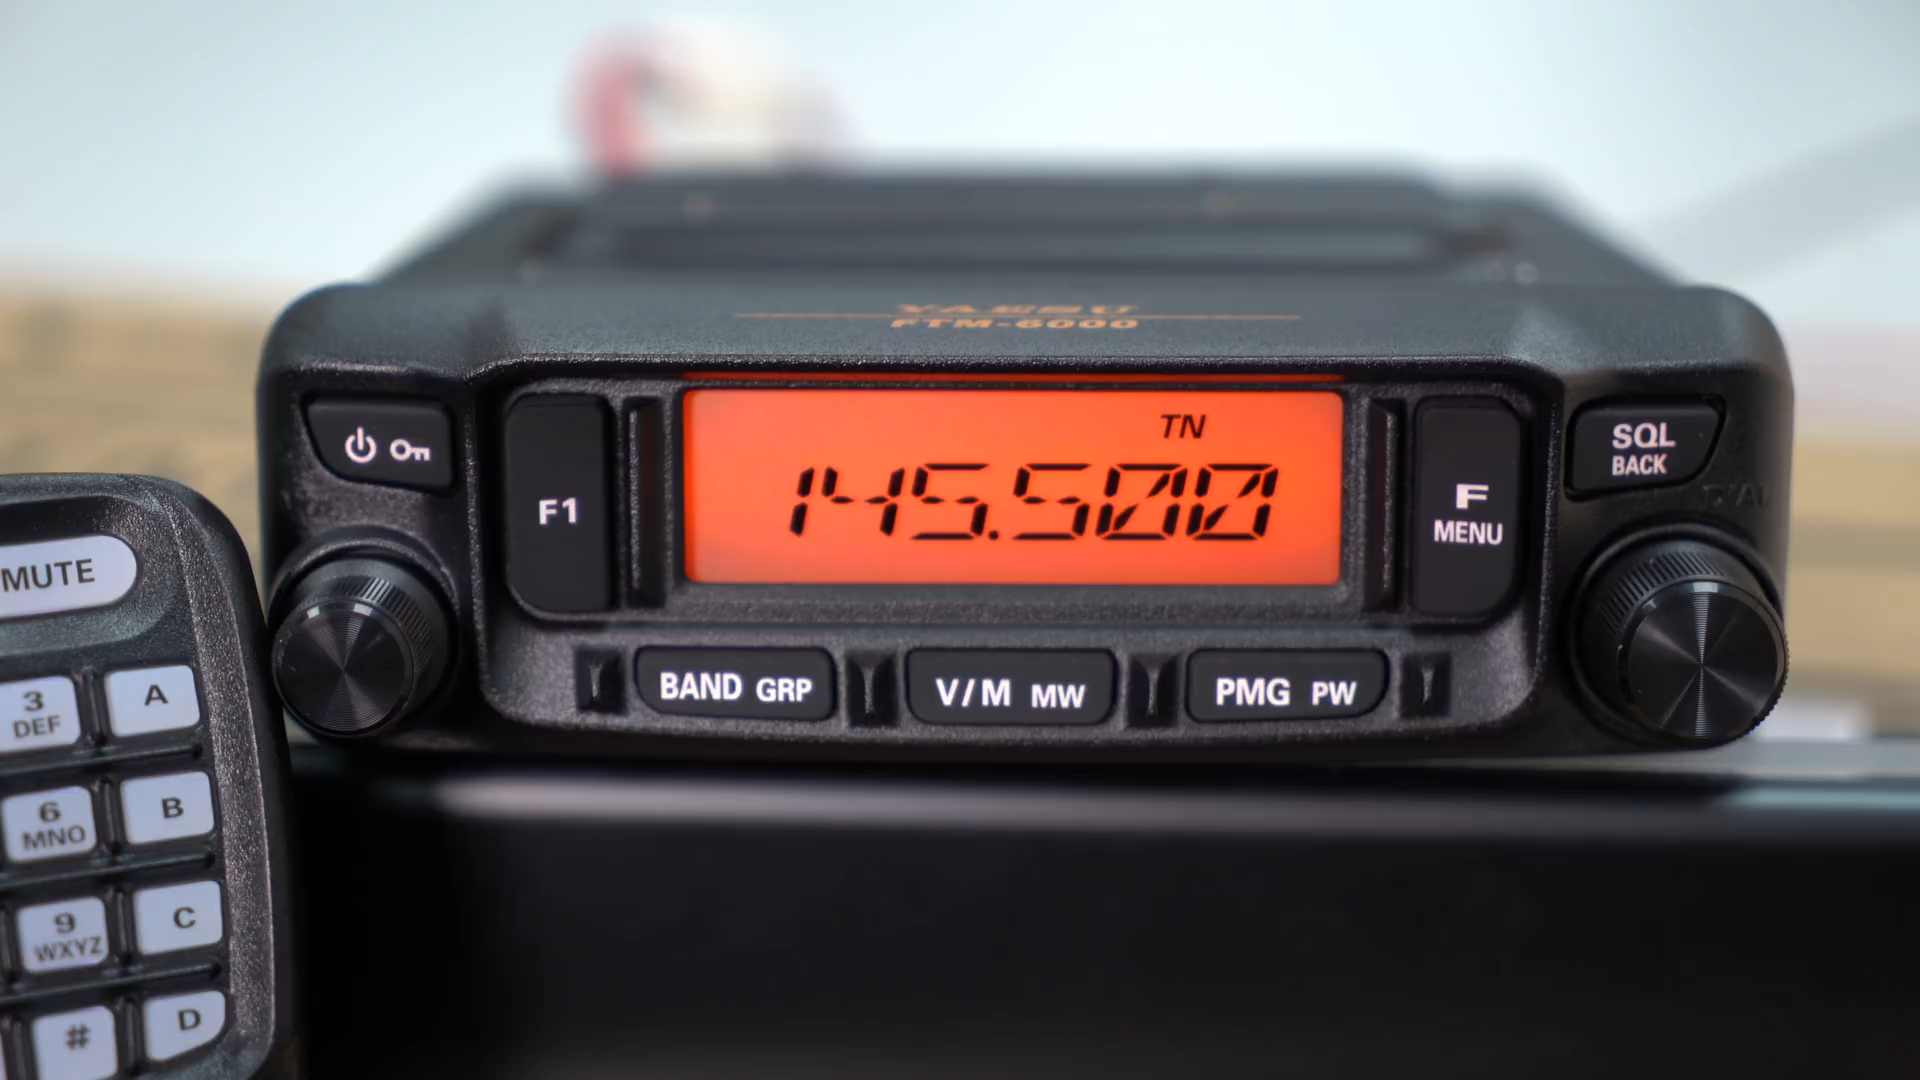 YAESU
FTM-6000
TN
145.500
F1
F
MENU
SQL
BACK
BAND GRP
V/M MW
PMG PW
MUTE
3
DEF
A
6
MNO
B
9
WXYZ
C
#
D